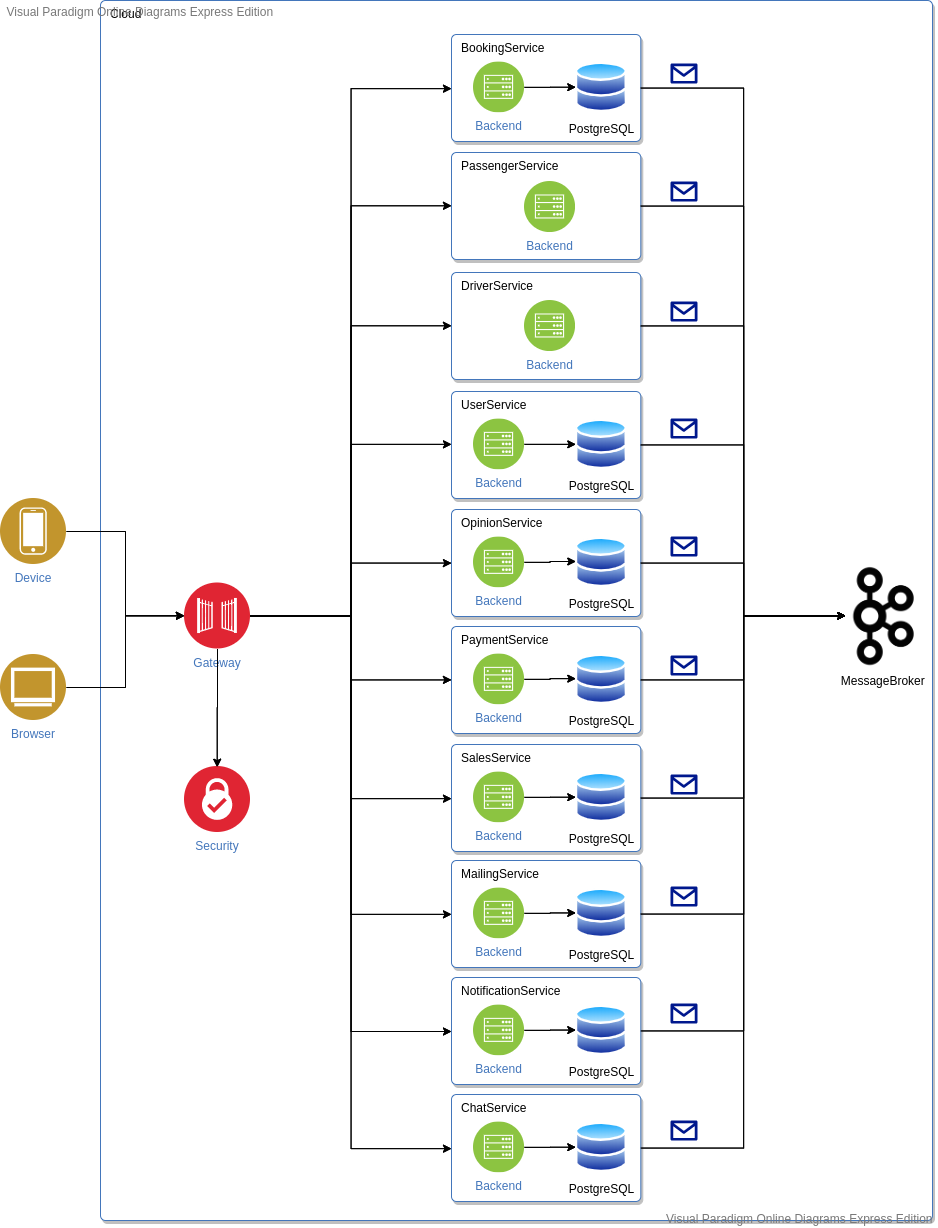 Visual Paradigm Online Diagrams Express Edition
Cloud
BookingService
Backend
PostgreSQL
PassengerService
Backend
DriverService
Backend
UserService
Backend
PostgreSQL
OpinionService
Backend
PostgreSQL
Device
Gateway
PaymentService
Backend
PostgreSQL
MessageBroker
Browser
SalesService
Backend
PostgreSQL
Security
MailingService
Backend
PostgreSQL
NotificationService
Backend
PostgreSQL
ChatService
Backend
PostgreSQL
Visual Paradigm Online Diagrams Express Edition